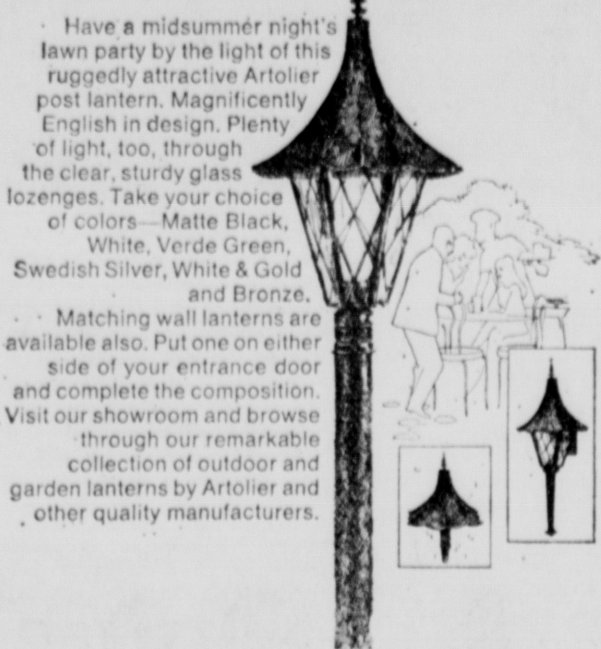 Have a midsummer night's
lawn party by the light of this
ruggedly attractive Artolier
post lantern. Magnificently
English in design. Plenty
of light, too, through
the clear, sturdy glass
lozenges. Take your choice
of colors—Matte Black,
White, Verde Green,
Swedish Silver, White & Gold
and Bronze.
Matching wall lanterns are
available also. Put one on either
side of your entrance door
and complete the composition.
Visit our showroom and browse
through our remarkable
collection of outdoor and
garden lanterns by Artolier and
other quality manufacturers.